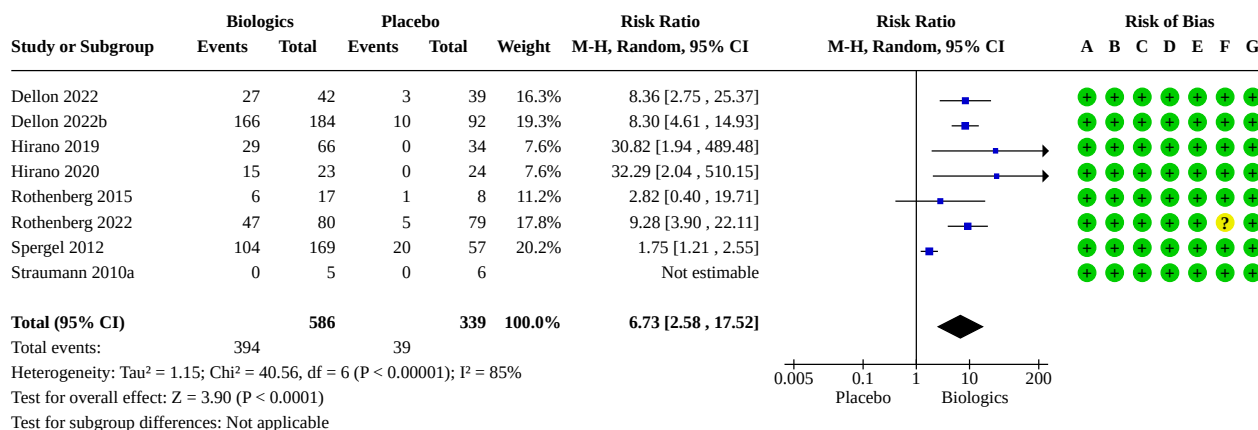 Biologics Placebo Risk Ratio Risk Ratio Risk of Bias
Study or Subgroup Events Total Events Total Weight M-H, Random, 95% CI M-H, Random, 95% CI A B C D E F G
Dellon 2022 27 42 3 39 16.3% 8.36 [2.75 , 25.37] + + + + + + +
Dellon 2022b 166 184 10 92 19.3% 8.30 [4.61 , 14.93] + + + + + + +
Hirano 2019 29 66 0 34 7.6% 30.82 [1.94 , 489.48] + + + + + + +
Hirano 2020 15 23 0 24 7.6% 32.29 [2.04 , 510.15] + + + + + + +
Rothenberg 2015 6 17 1 8 11.2% 2.82 [0.40 , 19.71] + + + + + + +
Rothenberg 2022 47 80 5 79 17.8% 9.28 [3.90 , 22.11] + + + + + ? +
Spergel 2012 104 169 20 57 20.2% 1.75 [1.21 , 2.55] + + + + + + +
Straumann 2010a 0 5 0 6 Not estimable + + + + + + +
Total (95% CI) 586 339 100.0% 6.73 [2.58 , 17.52]
Total events: 394 39
Heterogeneity: Tau² = 1.15; Chi² = 40.56, df = 6 (P < 0.00001); I² = 85%
0.005 0.1 1 10 200
Test for overall effect: Z = 3.90 (P < 0.0001)
Placebo Biologics
Test for subgroup differences: Not applicable